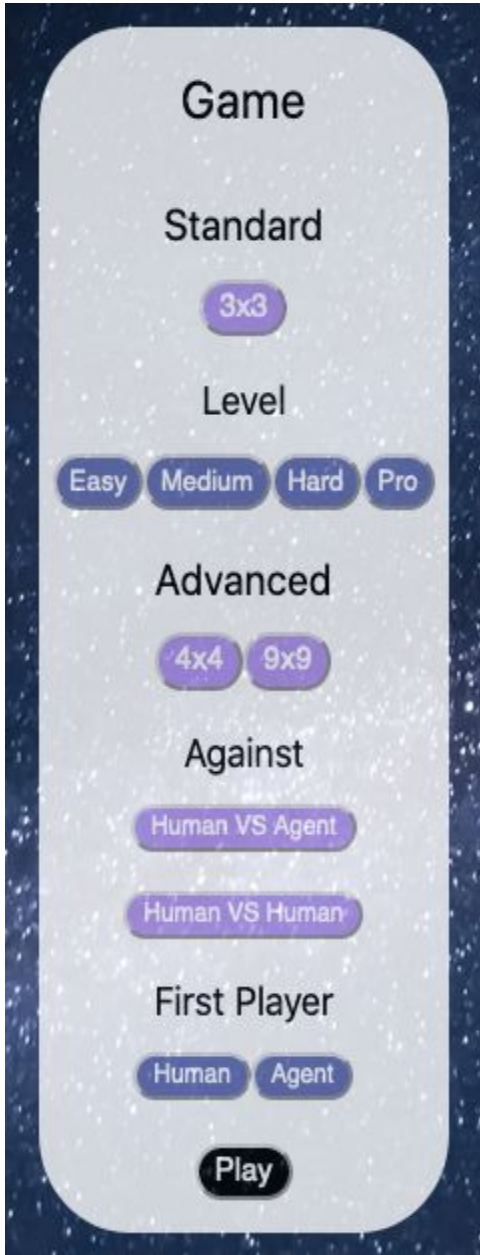 Game
Standard
3x3
Level
Easy Medium Hard Pro
Advanced
4x4 9x9
Against
Human VS Agent
Human VS Human
First Player
Human Agent
Play